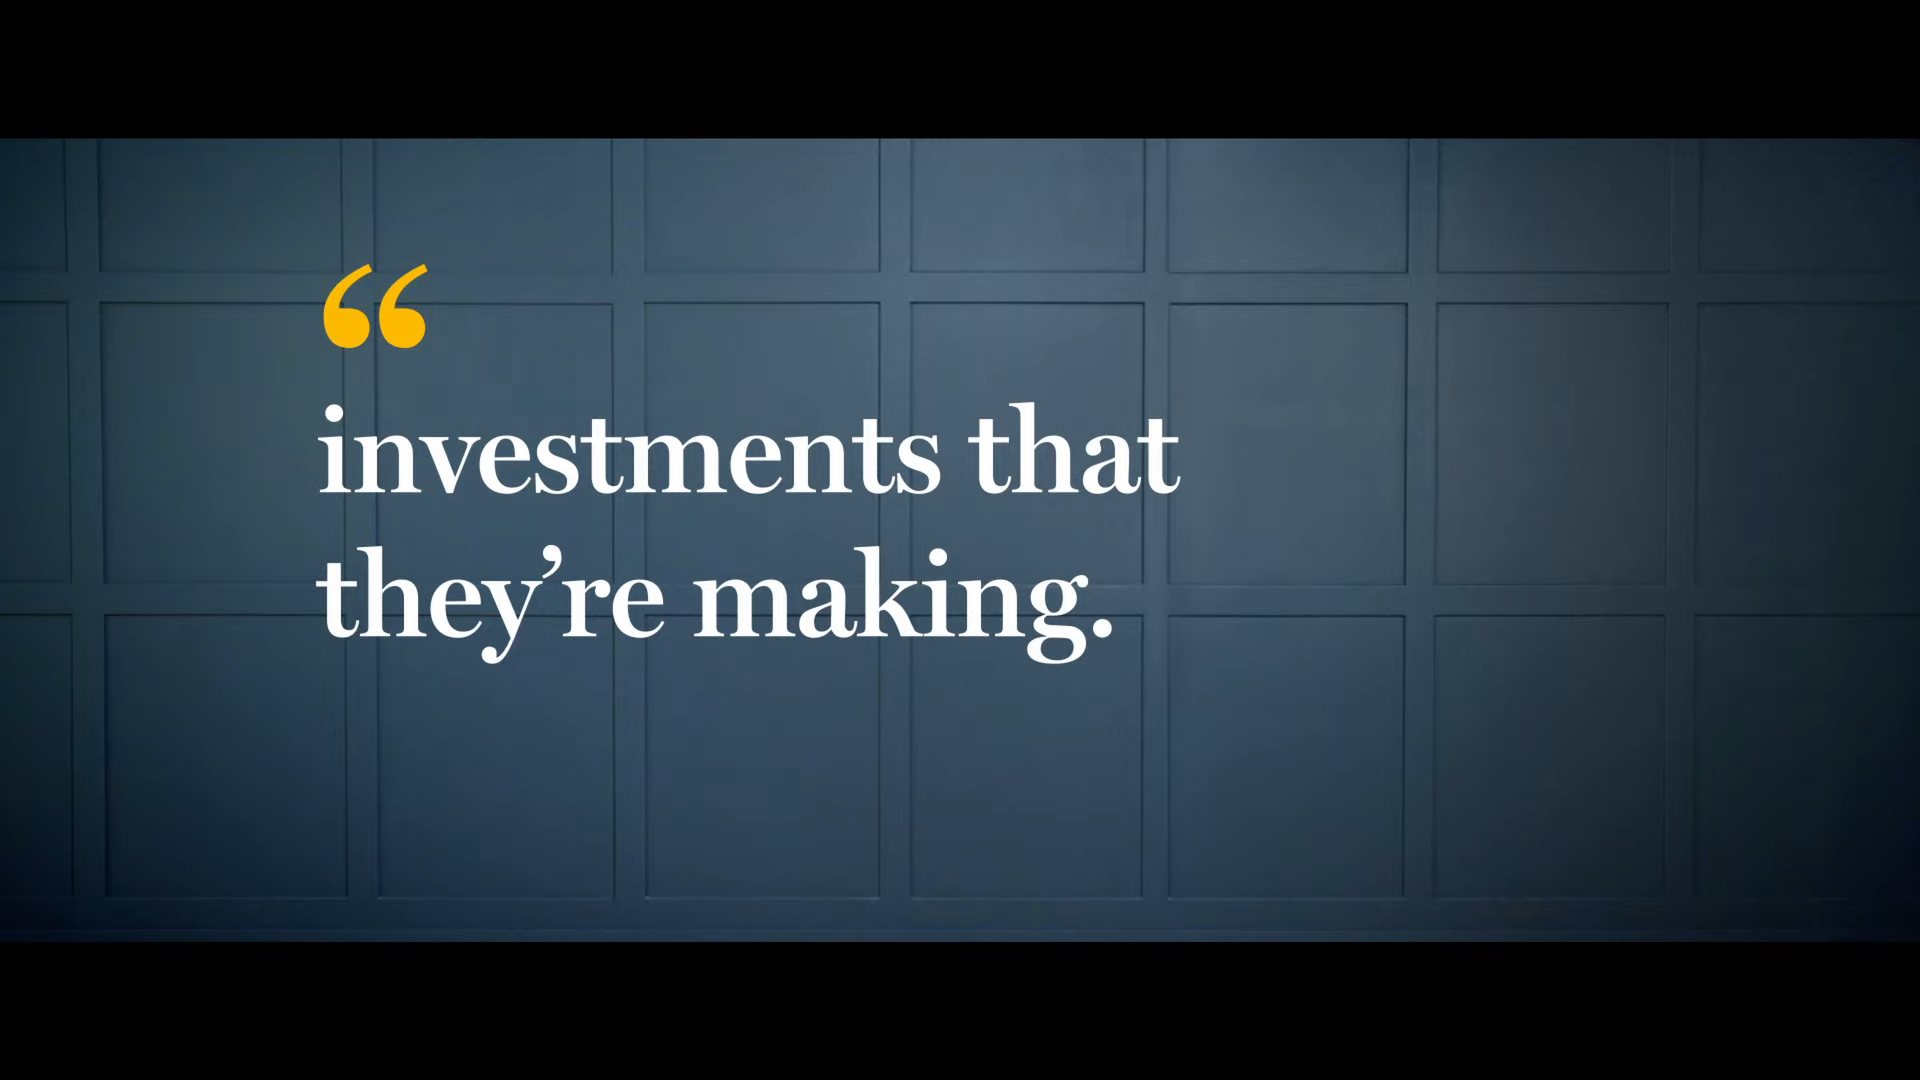 “
investments that
they’re making.